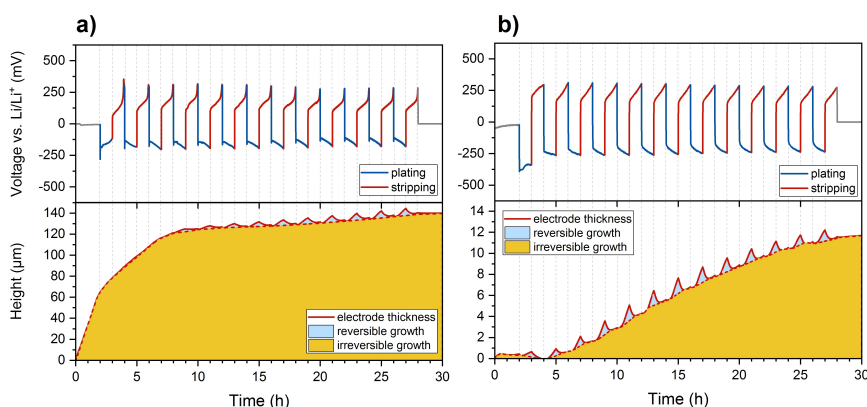 a)
500
250
0
-250
-500
Voltage vs. Li/Li⁺ (mV)
plating
stripping
140
120
100
80
60
40
20
0
Height (µm)
electrode thickness
reversible growth
irreversible growth
0 5 10 15 20 25 30
Time (h)
b)
500
250
0
-250
-500
plating
stripping
14
12
10
8
6
4
2
0
electrode thickness
reversible growth
irreversible growth
0 5 10 15 20 25 30
Time (h)